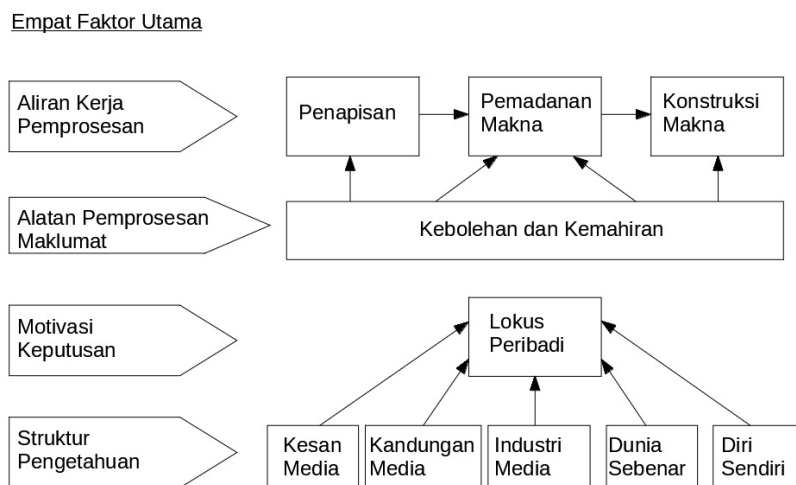 Empat Faktor Utama
Aliran Kerja
Pemprosesan
Penapisan
Pemadanan
Makna
Konstruksi
Makna
Alatan Pemprosesan
Maklumat
Kebolehan dan Kemahiran
Motivasi
Keputusan
Lokus
Peribadi
Struktur
Pengetahuan
Kesan
Media
Kandungan
Media
Industri
Media
Dunia
Sebenar
Diri
Sendiri